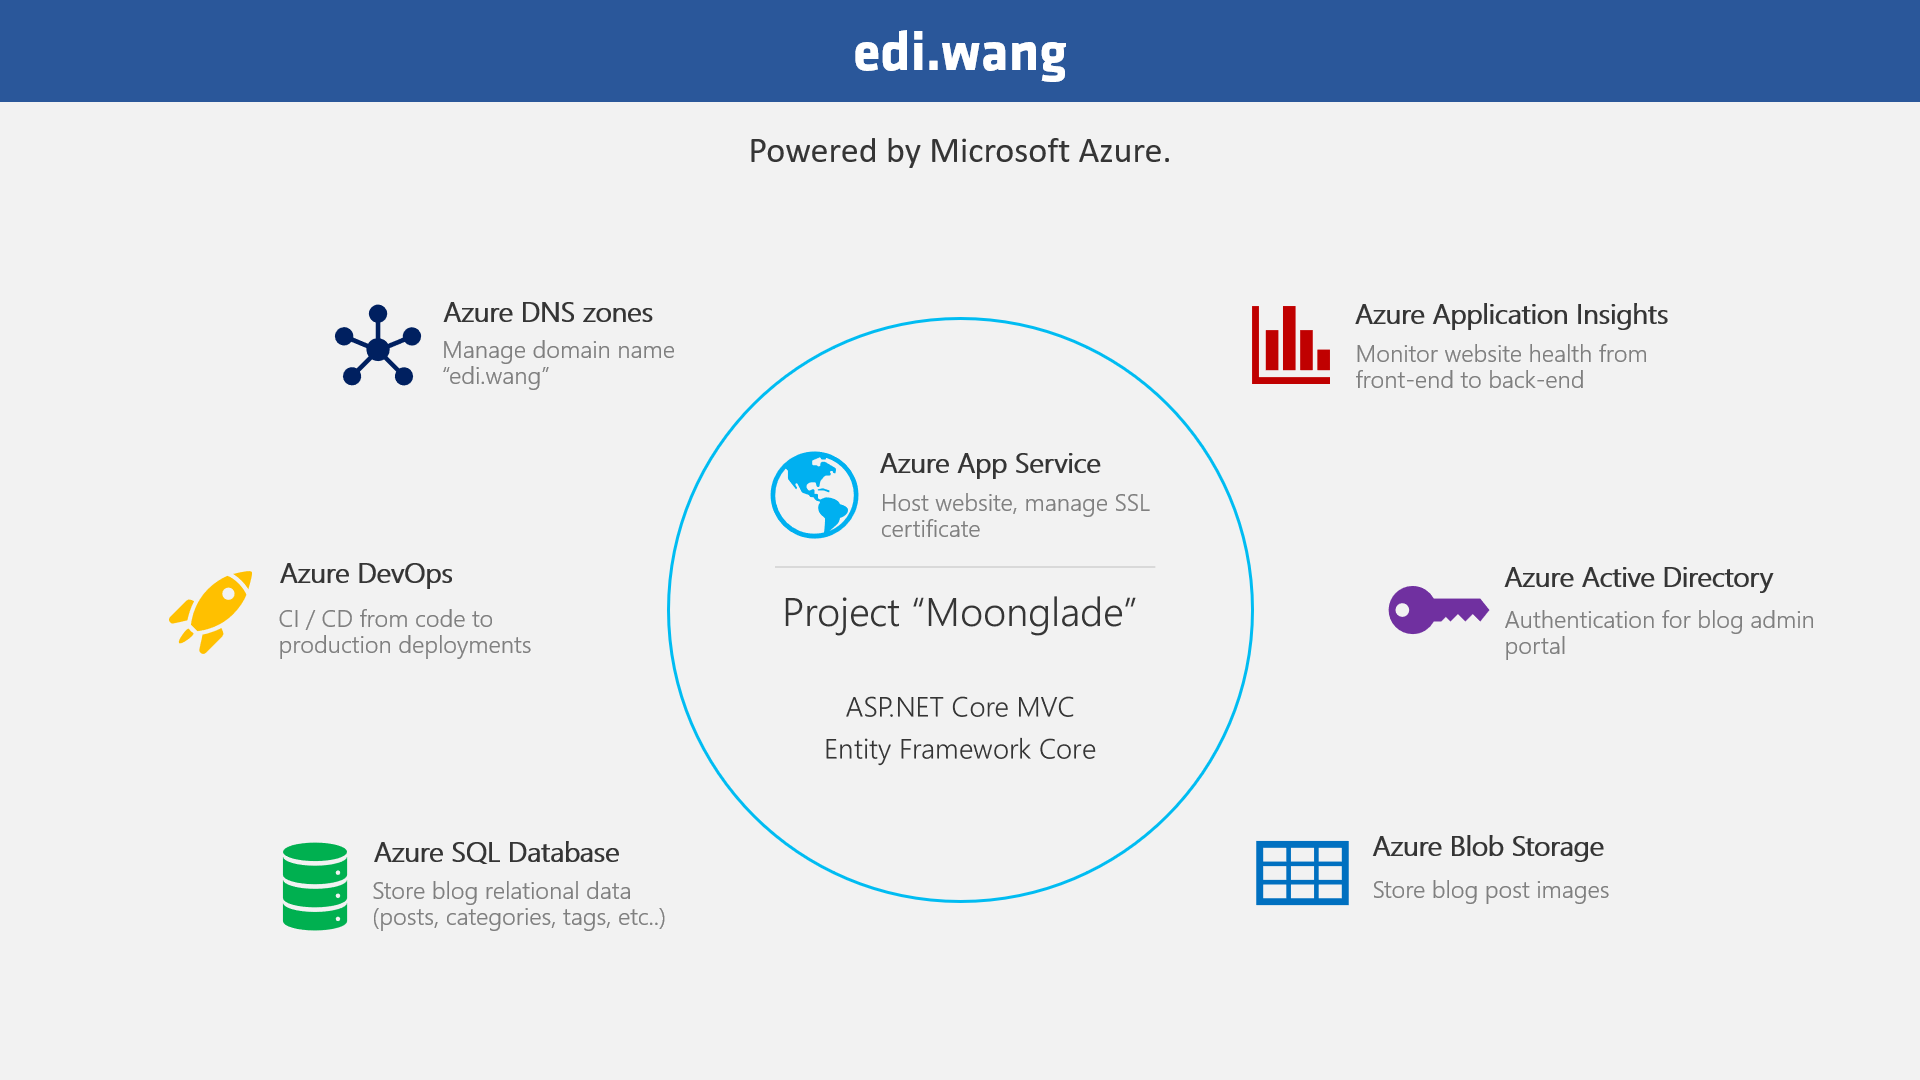 edi.wang
Powered by Microsoft Azure.
Azure DNS zones
Manage domain name
“edi.wang”
Azure Application Insights
Monitor website health from
front-end to back-end
Azure App Service
Host website, manage SSL
certificate
Project “Moonglade”
ASP.NET Core MVC
Entity Framework Core
Azure DevOps
CI / CD from code to
production deployments
Azure Active Directory
Authentication for blog admin
portal
Azure SQL Database
Store blog relational data
(posts, categories, tags, etc..)
Azure Blob Storage
Store blog post images